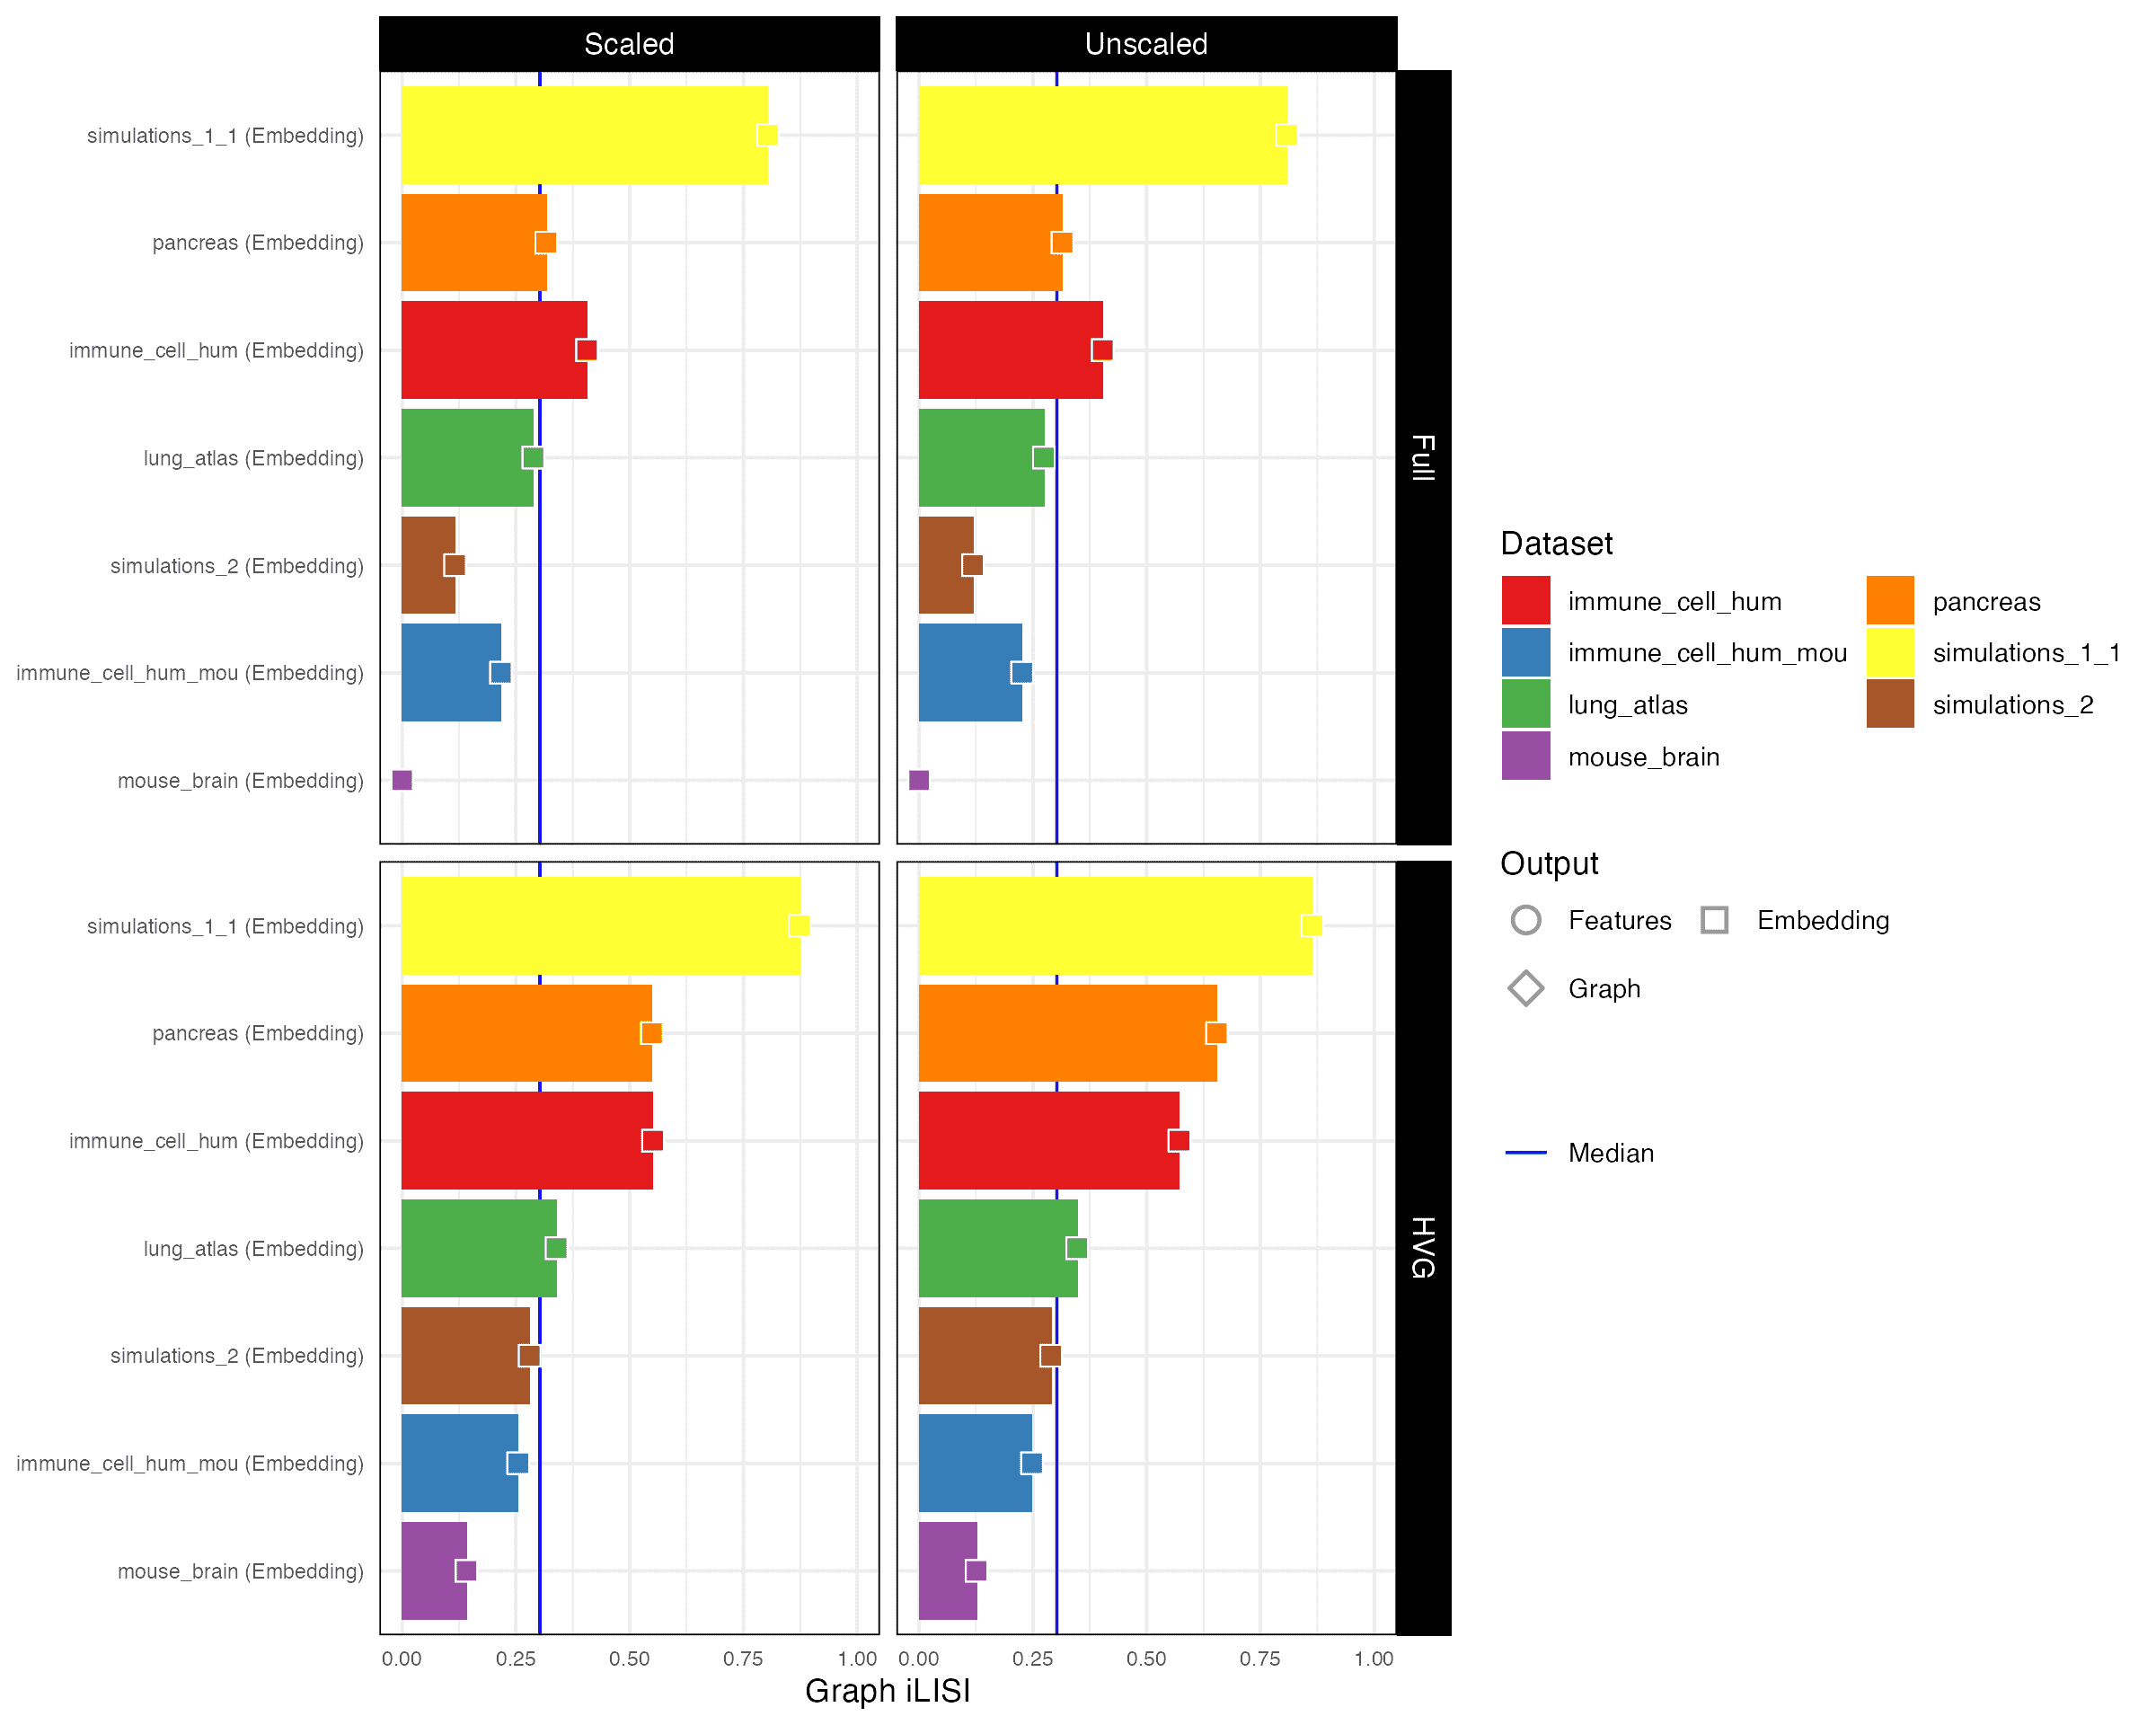 Scaled
Unscaled
simulations_1_1 (Embedding)
pancreas (Embedding)
immune_cell_hum (Embedding)
lung_atlas (Embedding)
simulations_2 (Embedding)
immune_cell_hum_mou (Embedding)
mouse_brain (Embedding)
Full
simulations_1_1 (Embedding)
pancreas (Embedding)
immune_cell_hum (Embedding)
lung_atlas (Embedding)
simulations_2 (Embedding)
immune_cell_hum_mou (Embedding)
mouse_brain (Embedding)
HVG
0.00 0.25 0.50 0.75 1.00
0.00 0.25 0.50 0.75 1.00
Graph iLISI
Dataset
immune_cell_hum
immune_cell_hum_mou
lung_atlas
mouse_brain
pancreas
simulations_1_1
simulations_2
Output
Features
Embedding
Graph
Median